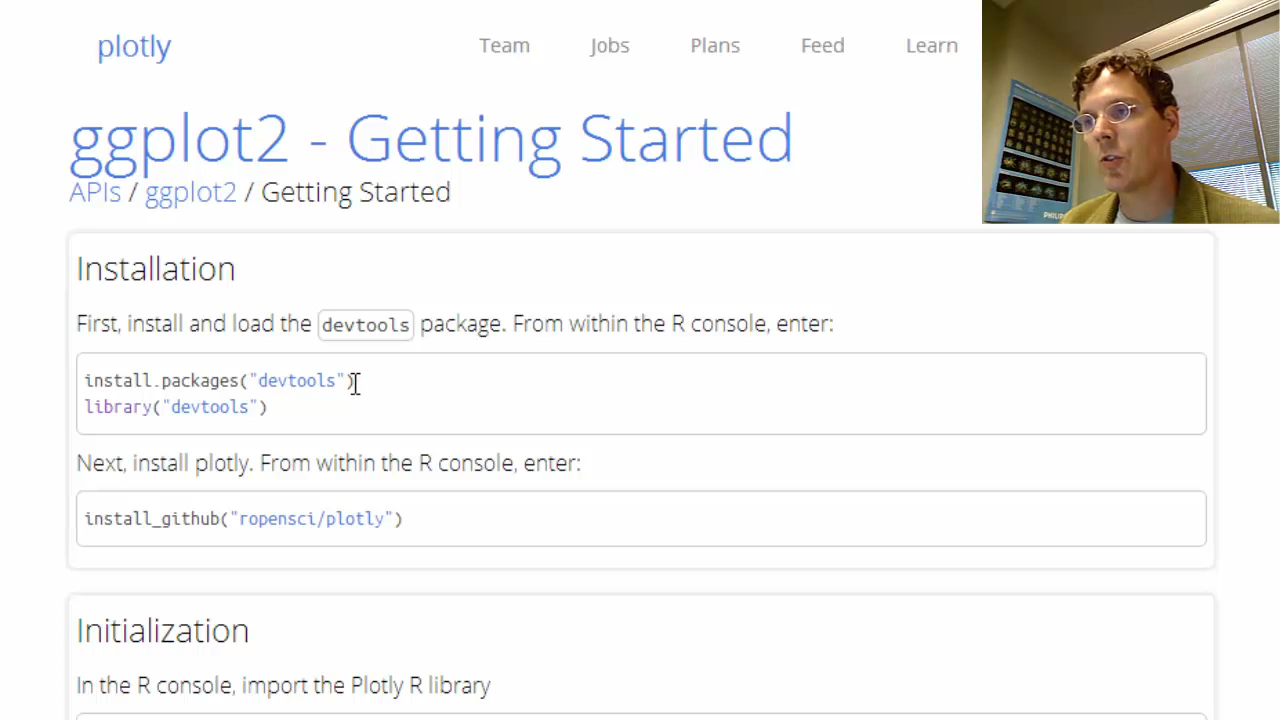 plotly
Team Jobs Plans Feed Learn
ggplot2 - Getting Started
APIs / ggplot2 / Getting Started
Installation
First, install and load the devtools package. From within the R console, enter:
install.packages("devtools")
library("devtools")
Next, install plotly. From within the R console, enter:
install_github("ropensci/plotly")
Initialization
In the R console, import the Plotly R library